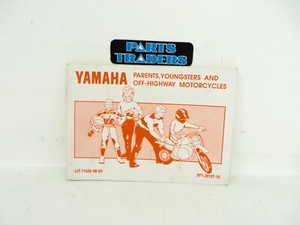 PARTS
TRADERS
YAMAHA
PARENTS, YOUNGSTERS AND
OFF-HIGHWAY MOTORCYCLES